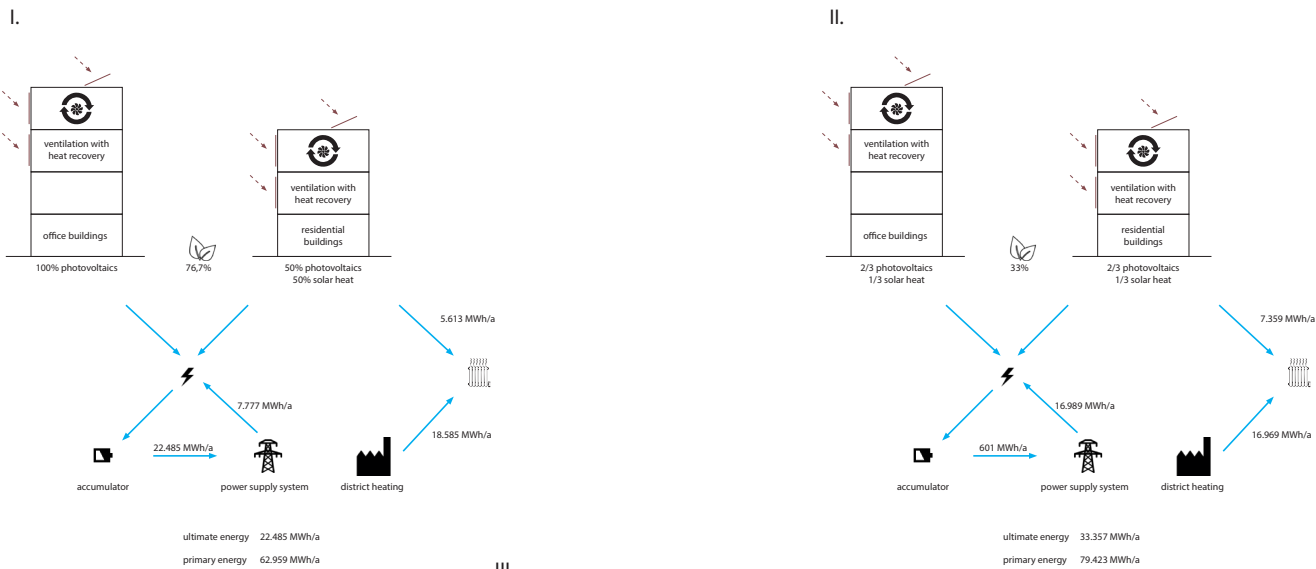 I.
ventilation with
heat recovery
office buildings
100% photovoltaics
76,7%
ventilation with
heat recovery
residential
buildings
50% photovoltaics
50% solar heat
5.613 MWh/a
7.777 MWh/a
18.585 MWh/a
22.485 MWh/a
accumulator
power supply system
district heating
ultimate energy 22.485 MWh/a
primary energy 62.959 MWh/a
II.
ventilation with
heat recovery
office buildings
2/3 photovoltaics
1/3 solar heat
33%
ventilation with
heat recovery
residential
buildings
2/3 photovoltaics
1/3 solar heat
7.359 MWh/a
16.989 MWh/a
16.969 MWh/a
601 MWh/a
accumulator
power supply system
district heating
ultimate energy 33.357 MWh/a
primary energy 79.423 MWh/a